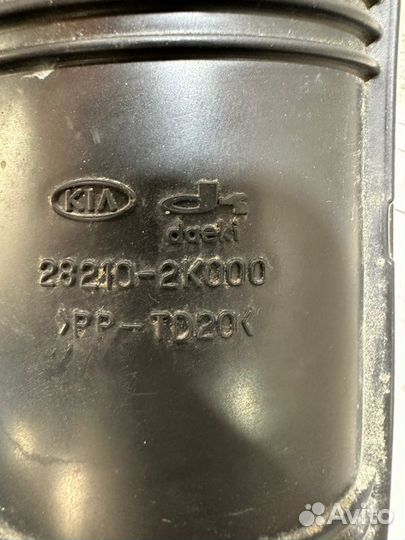 KIA
daeki
28210-2K000
>PP-TD20<
Avito